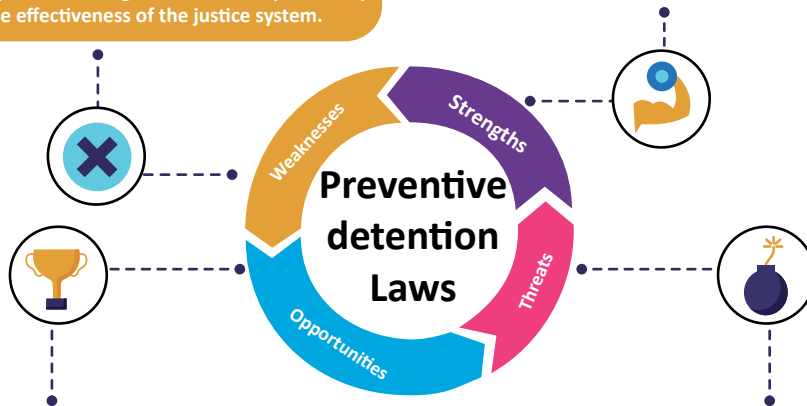 e effectiveness of the justice system.
Weaknesses
Strengths
Preventive
detention
Laws
Threats
Opportunities